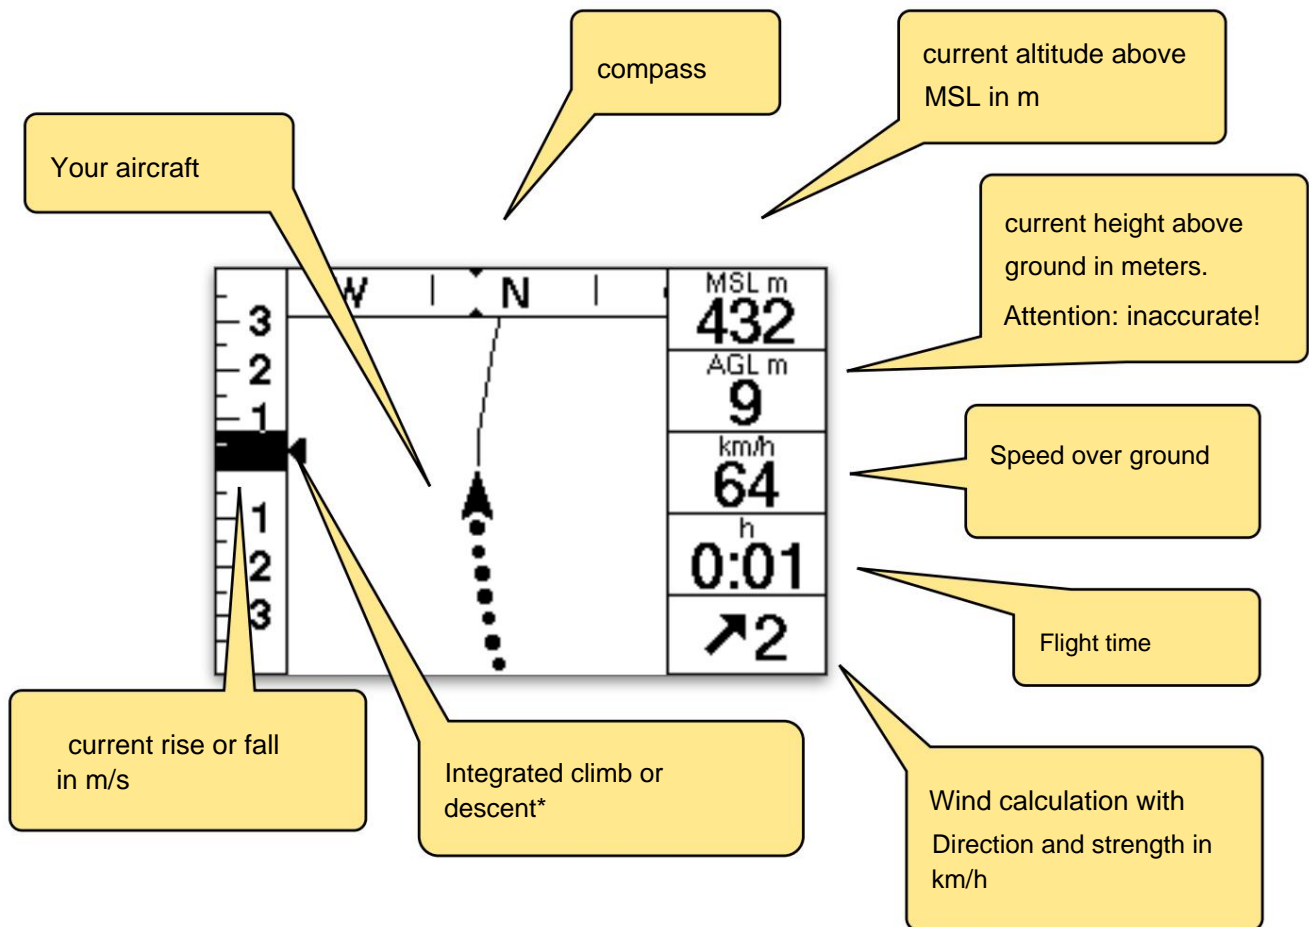 compass
current altitude above
MSL in m
Your aircraft
current height above
ground in meters.
Attention: inaccurate!
W N
3
2
1
1
2
3
MSL m
432
AGL m
9
km/h
64
h
0:01
2
Speed over ground
Flight time
current rise or fall
in m/s
Integrated climb or
descent*
Wind calculation with
Direction and strength in
km/h